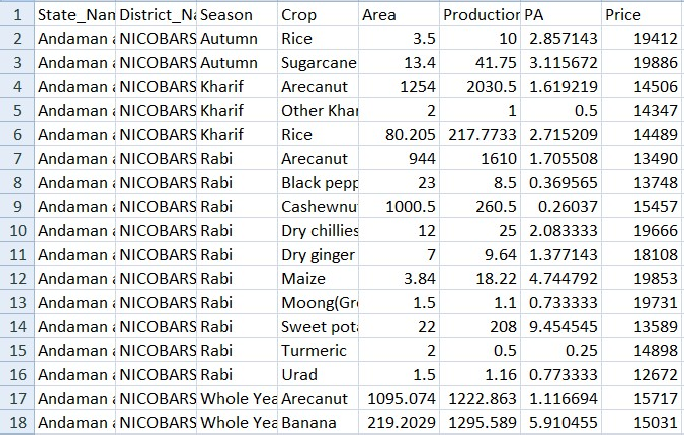 1 State_Nan District_Na Season Crop Area Production PA Price
2 Andaman a NICOBARS Autumn Rice 3.5 10 2.857143 19412
3 Andaman a NICOBARS Autumn Sugarcane 13.4 41.75 3.115672 19886
4 Andaman a NICOBARS Kharif Arecanut 1254 2030.5 1.619219 14506
5 Andaman a NICOBARS Kharif Other Khar 2 1 0.5 14347
6 Andaman a NICOBARS Kharif Rice 80.205 217.7733 2.715209 14489
7 Andaman a NICOBARS Rabi Arecanut 944 1610 1.705508 13490
8 Andaman a NICOBARS Rabi Black pepp 23 8.5 0.369565 13748
9 Andaman a NICOBARS Rabi Cashewnu 1000.5 260.5 0.26037 15457
10 Andaman a NICOBARS Rabi Dry chillies 12 25 2.083333 19666
11 Andaman a NICOBARS Rabi Dry ginger 7 9.64 1.377143 18108
12 Andaman a NICOBARS Rabi Maize 3.84 18.22 4.744792 19853
13 Andaman a NICOBARS Rabi Moong(Gre 1.5 1.1 0.733333 19731
14 Andaman a NICOBARS Rabi Sweet pota 22 208 9.454545 13589
15 Andaman a NICOBARS Rabi Turmeric 2 0.5 0.25 14898
16 Andaman a NICOBARS Rabi Urad 1.5 1.16 0.773333 12672
17 Andaman a NICOBARS Whole Yea Arecanut 1095.074 1222.863 1.116694 15717
18 Andaman a NICOBARS Whole Yea Banana 219.2029 1295.589 5.910455 15031